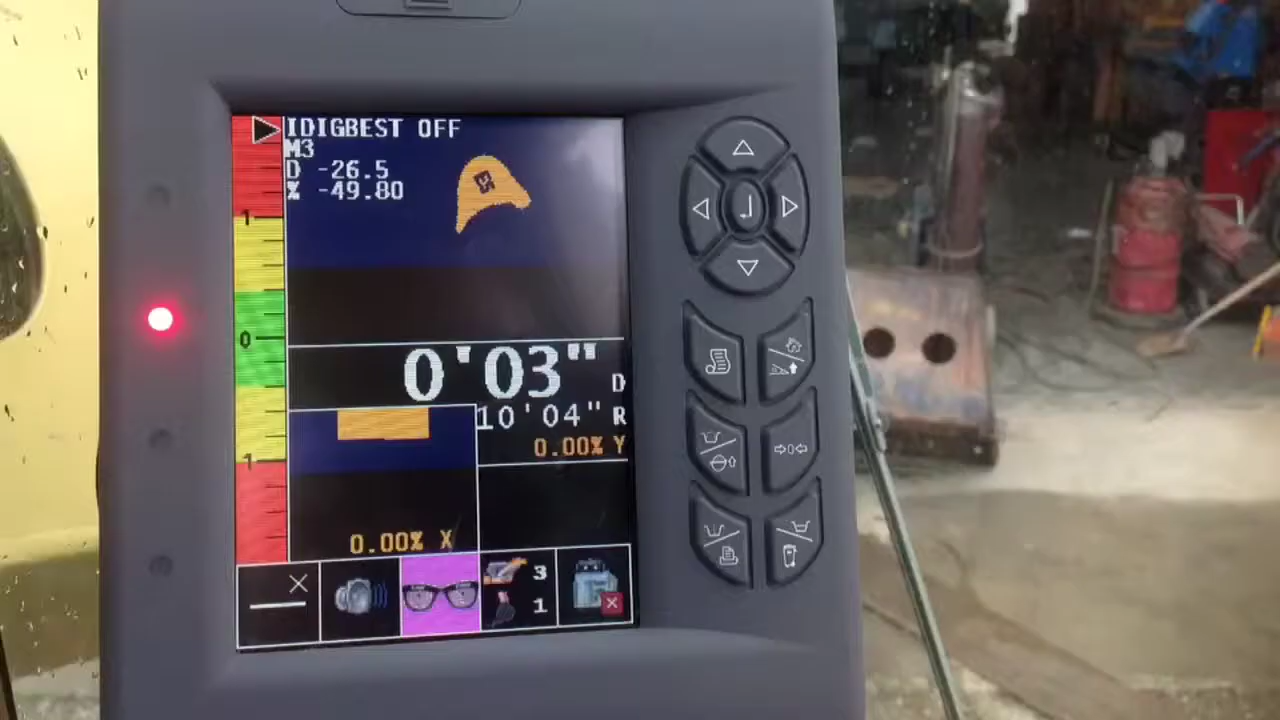 IDIGBEST OFF
M3
D -26.5
% -49.80
1
0
1
0'03" D
10'04" R
0.00% Y
0.00% X
3
1